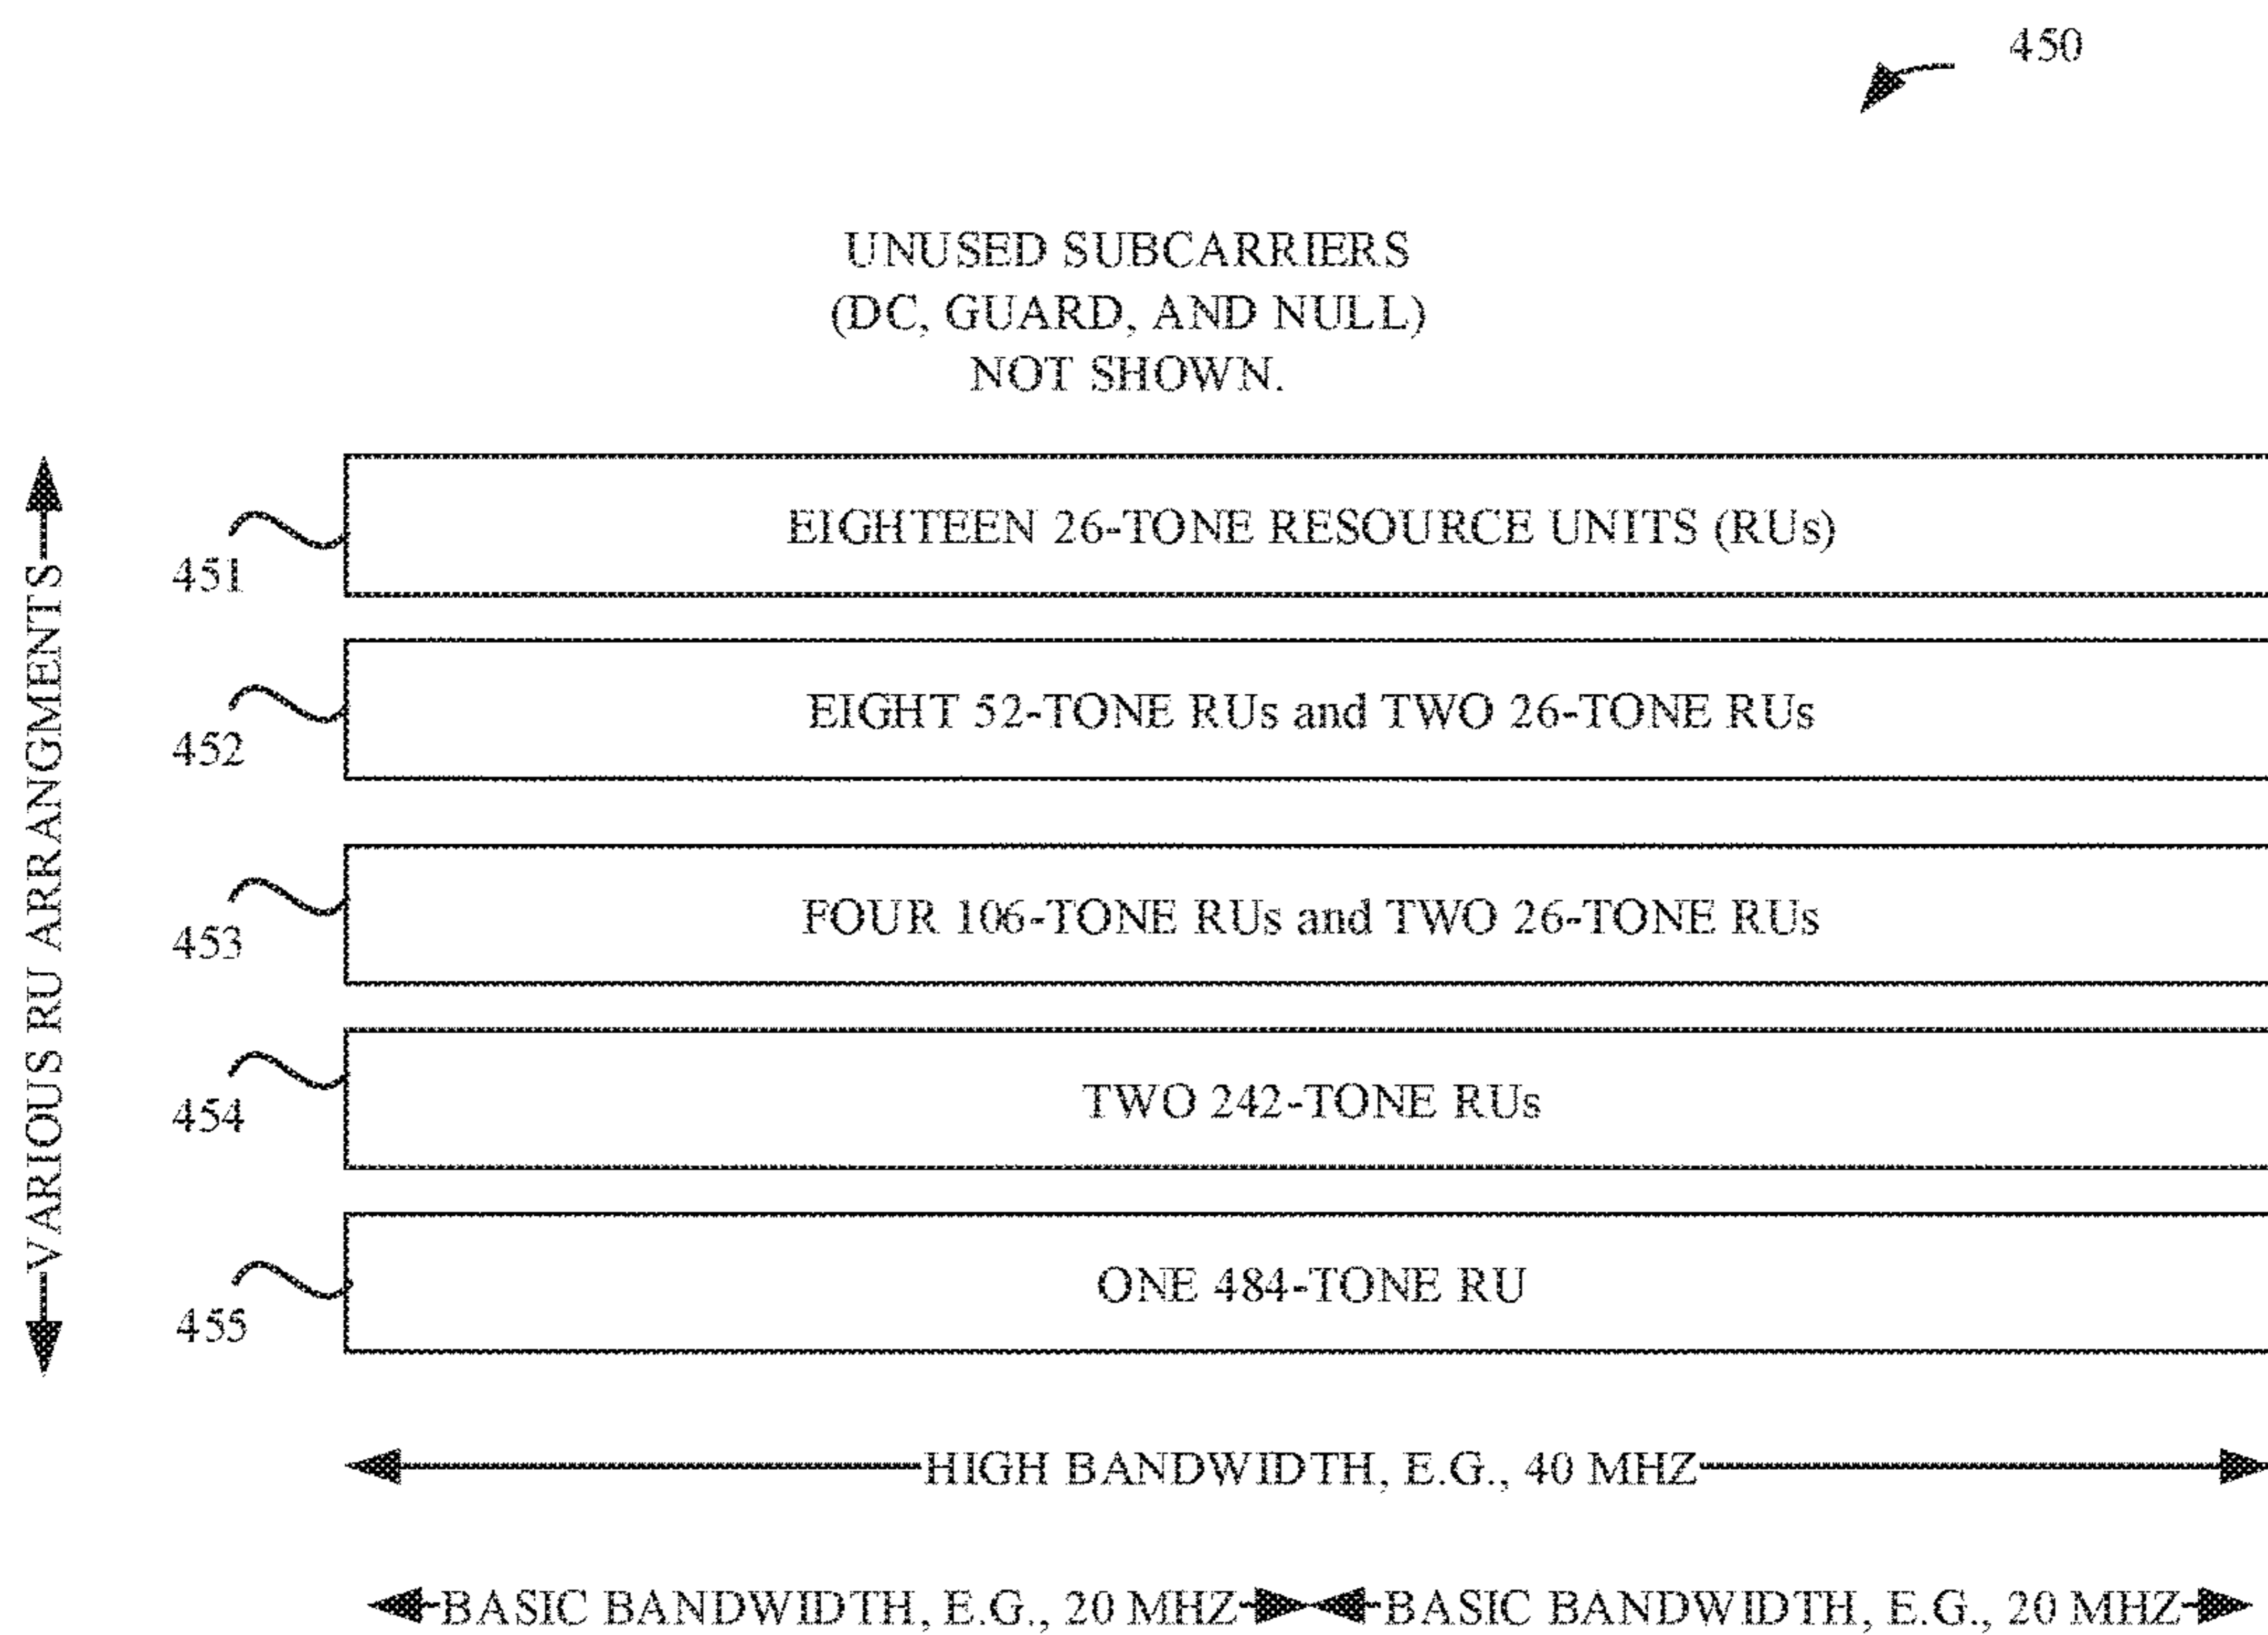 450
UNUSED SUBCARRIERS
(DC, GUARD, AND NULL)
NOT SHOWN.
VARIOUS RU ARRANGMENTS
EIGHTEEN 26-TONE RESOURCE UNITS (RUs)
451
EIGHT 52-TONE RUs and TWO 26-TONE RUs
452
FOUR 106-TONE RUs and TWO 26-TONE RUs
453
TWO 242-TONE RUs
454
ONE 484-TONE RU
455
HIGH BANDWIDTH, E.G., 40 MHZ
BASIC BANDWIDTH, E.G., 20 MHZ BASIC BANDWIDTH, E.G., 20 MHZ